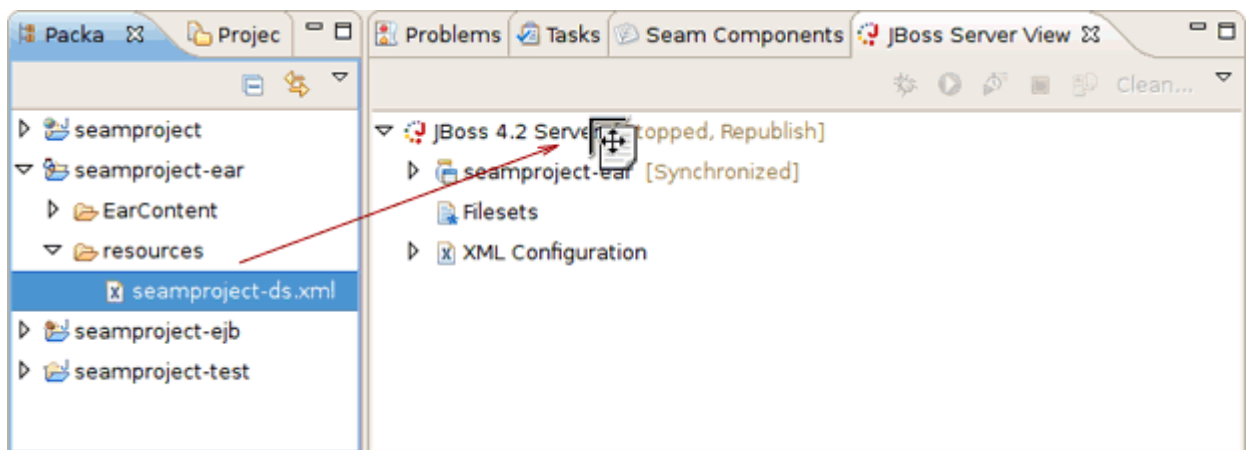 Packa
Projec
Problems
Tasks
Seam Components
JBoss Server View
Clean...
seamproject
seamproject-ear
EarContent
resources
seamproject-ds.xml
seamproject-ejb
seamproject-test
JBoss 4.2 Server topped, Republish]
seamproject-ear [Synchronized]
Filesets
XML Configuration